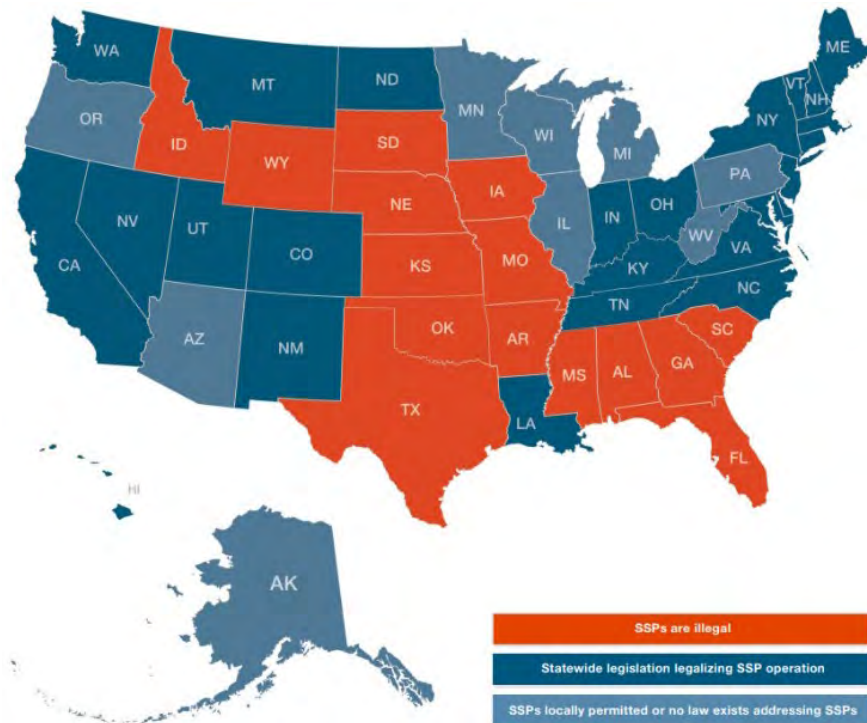 WA
MT
ND
MN
ME
VT
NH
OR
ID
WY
SD
WI
MI
NY
PA
NV
UT
CO
NE
IA
IL
IN
OH
WV
VA
CA
KS
MO
KY
NC
AZ
NM
OK
AR
TN
SC
TX
LA
MS
AL
GA
FL
HI
AK
SSPs are illegal
Statewide legislation legalizing SSP operation
SSPs locally permitted or no law exists addressing SSPs